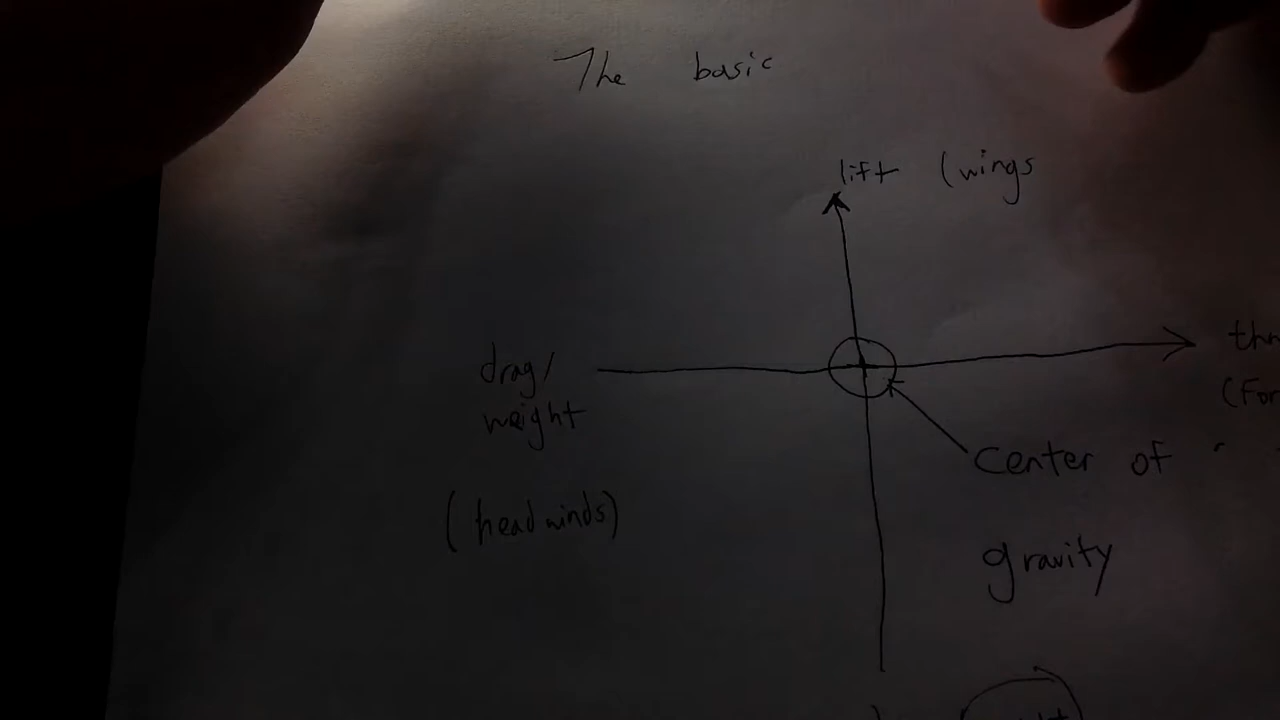 The basic
lift (wings
drag/
weight
(headwinds)
center of
gravity